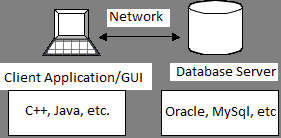 Network
Client Application/GUI
Database Server
C++, Java, etc.
Oracle, MySql, etc